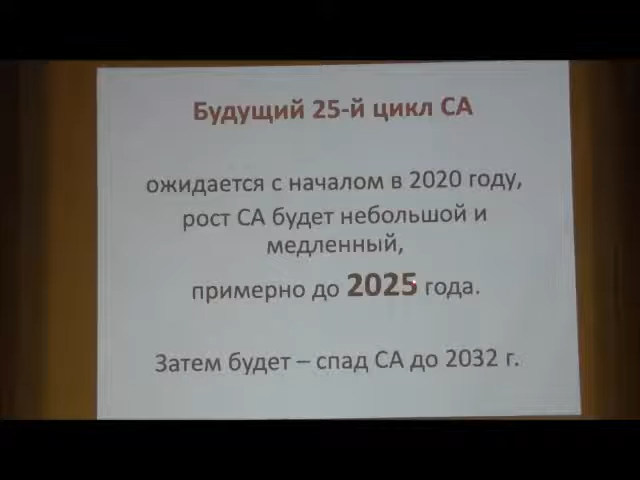 Будущий 25-й цикл СА
ожидается с началом в 2020 году,
рост СА будет небольшой и
медленный,
примерно до 2025 года.
Затем будет – спад СА до 2032 г.